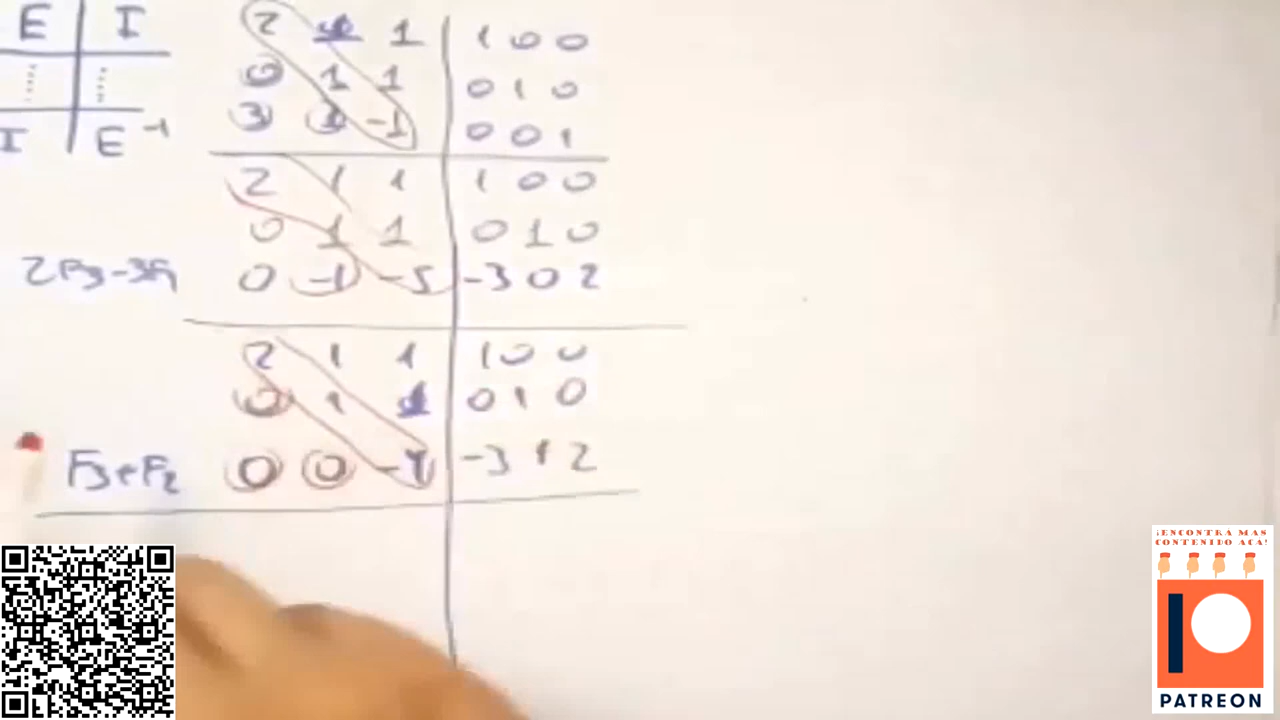 E I
I E⁻¹
2 1 1 1 0 0
0 1 1 0 1 0
3 1 -1 0 0 1
2 1 1 1 0 0
0 1 1 0 1 0
2F3-3F1 0 -1 -5 -3 0 2
2 1 1 1 0 0
0 1 1 0 1 0
F3+F2 0 0 -4 -3 1 2
¡ENCONTRA MAS
CONTENIDO ACA!
PATREON